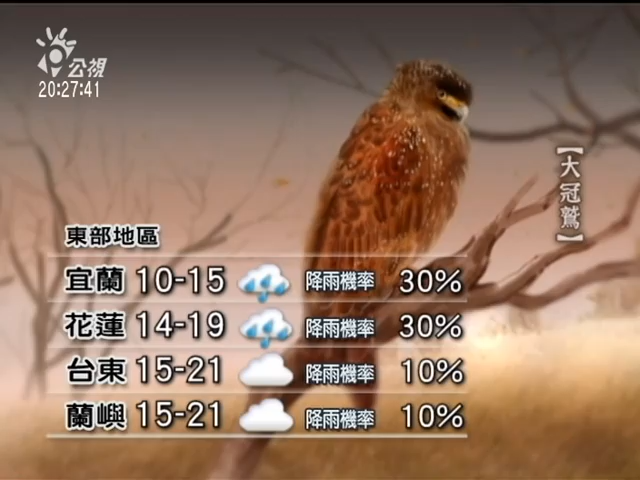 公視
20:27:41
【大冠鷲】
東部地區
宜蘭 10-15 降雨機率 30%
花蓮 14-19 降雨機率 30%
台東 15-21 降雨機率 10%
蘭嶼 15-21 降雨機率 10%